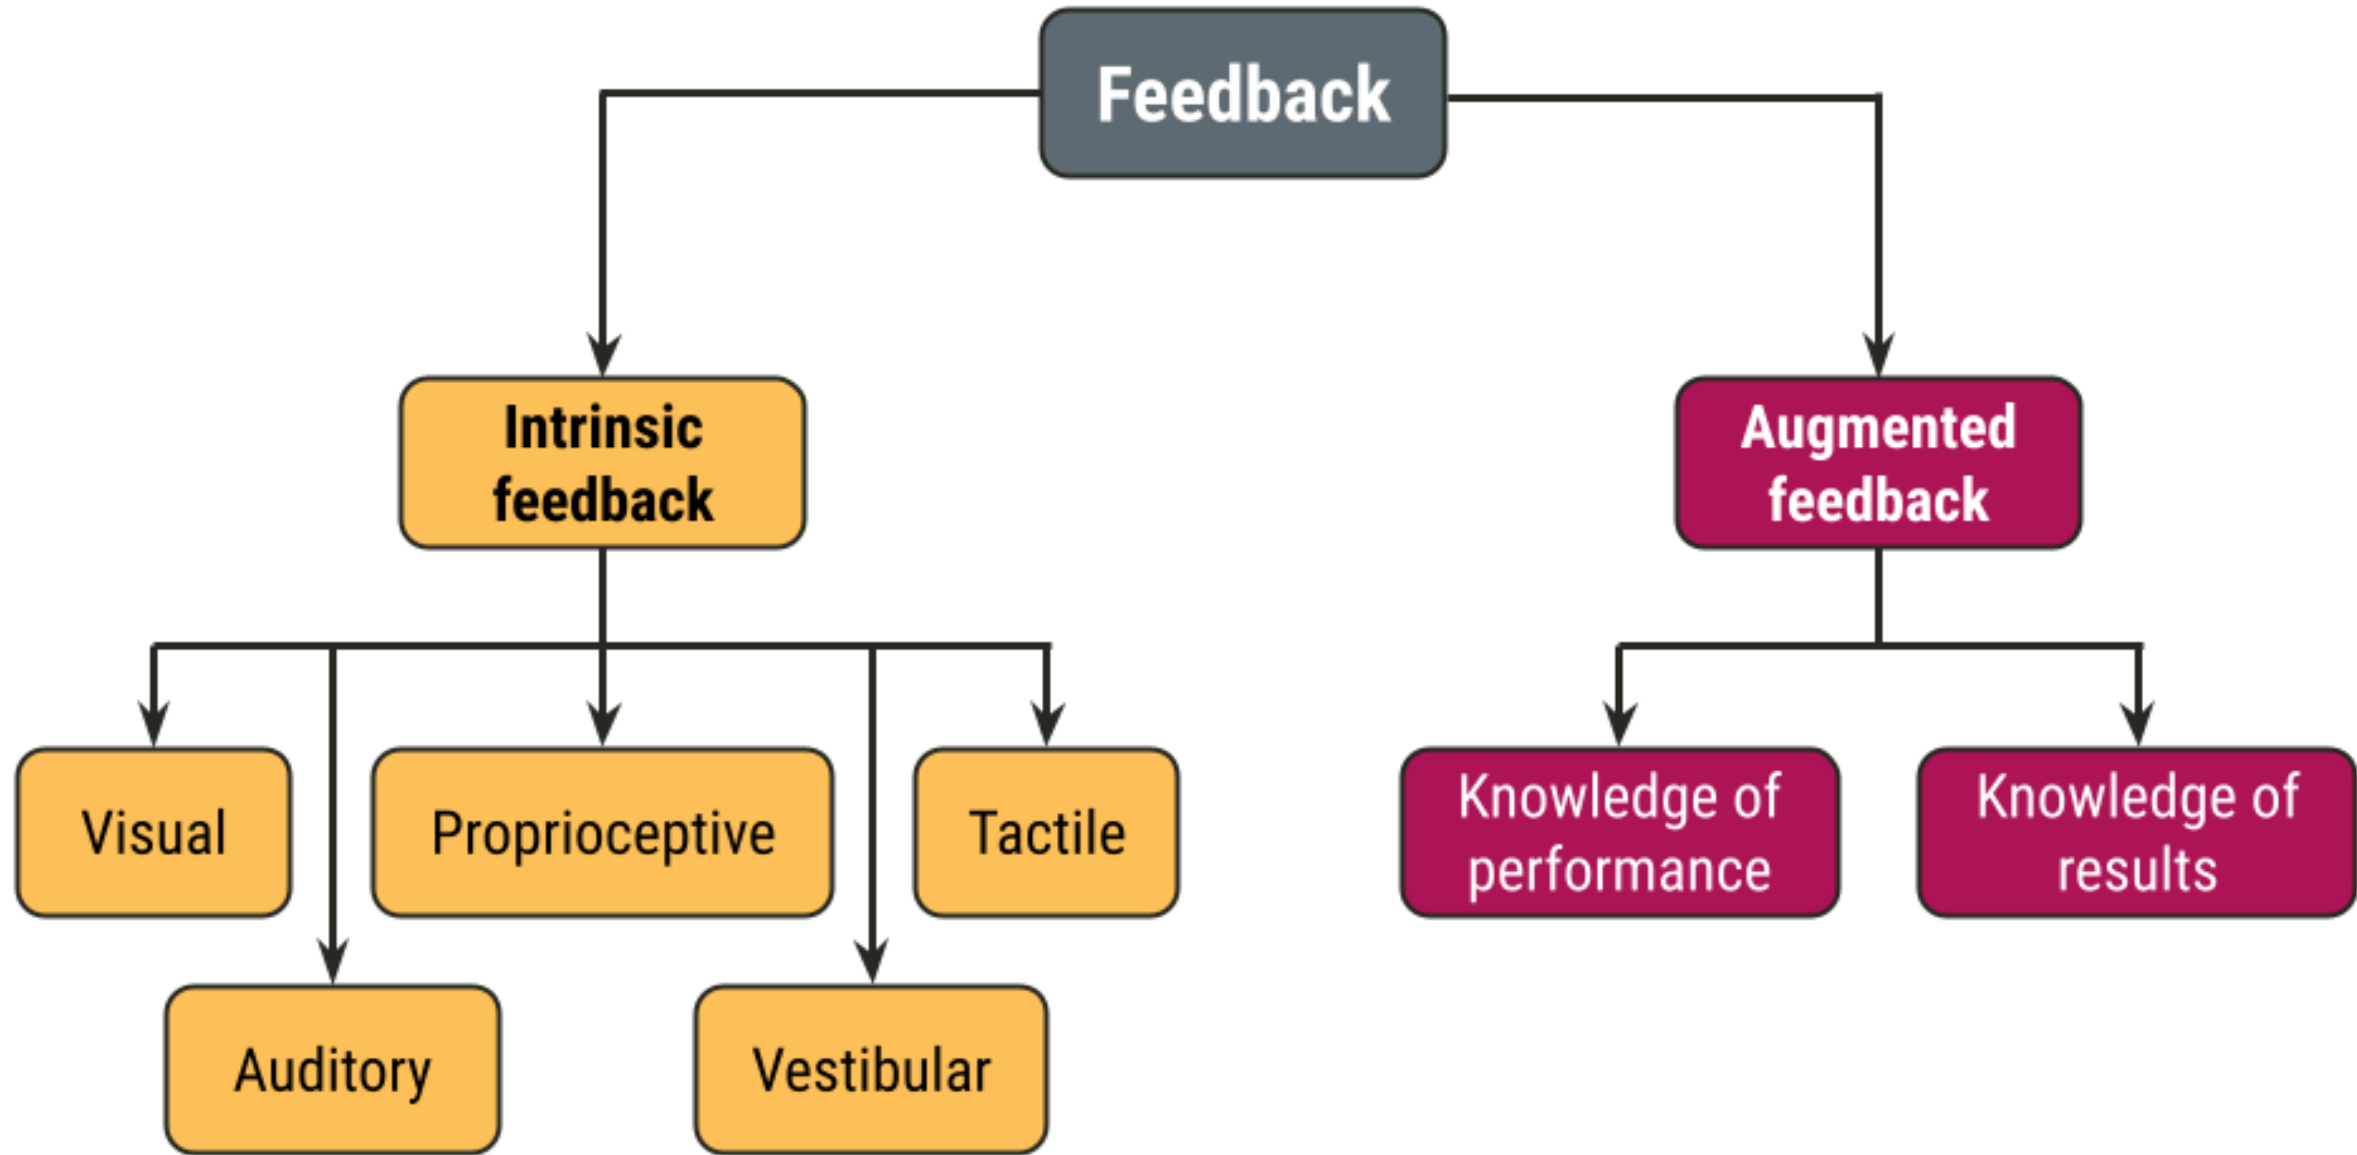 Feedback
Intrinsic
feedback
Augmented
feedback
Visual
Proprioceptive
Tactile
Knowledge of
performance
Knowledge of
results
Auditory
Vestibular